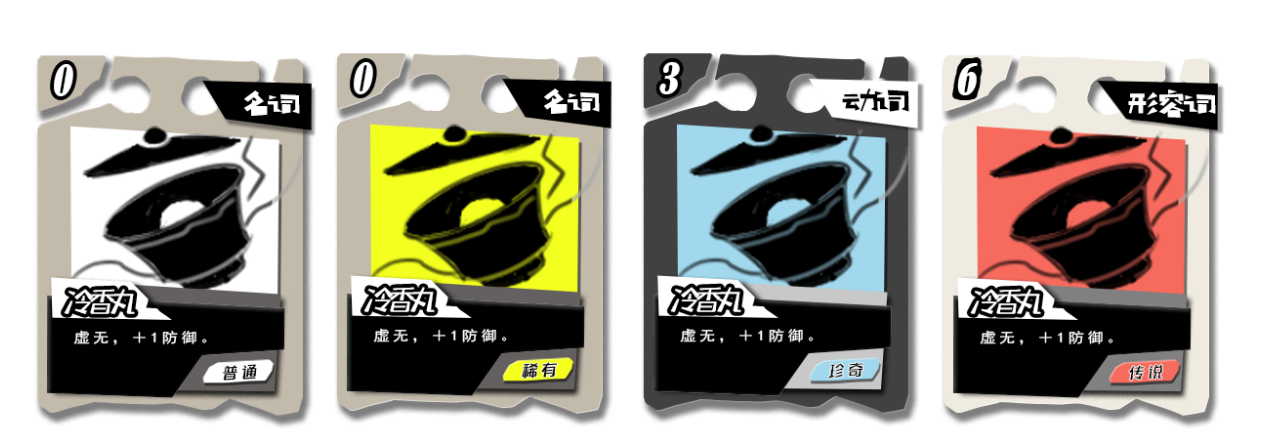 0
名词
冷香丸
虚无，+1防御。
普通
0
名词
冷香丸
虚无，+1防御。
稀有
3
动词
冷香丸
虚无，+1防御。
珍奇
6
形容词
冷香丸
虚无，+1防御。
传说